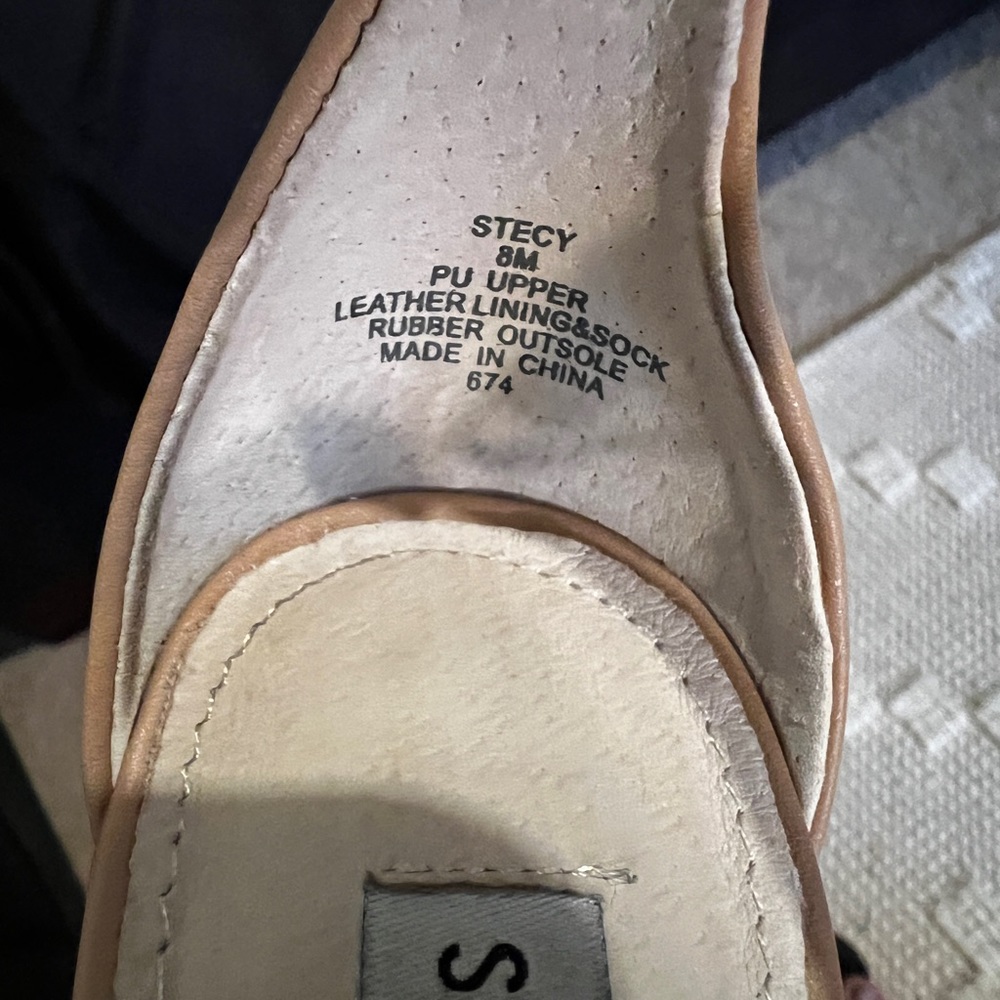 STECY
8M
PU UPPER
LEATHER LINING&SOCK
RUBBER OUTSOLE
MADE IN CHINA
674
S